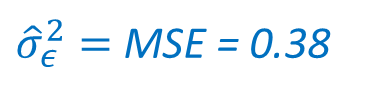 σ̂²_ϵ = MSE = 0.38